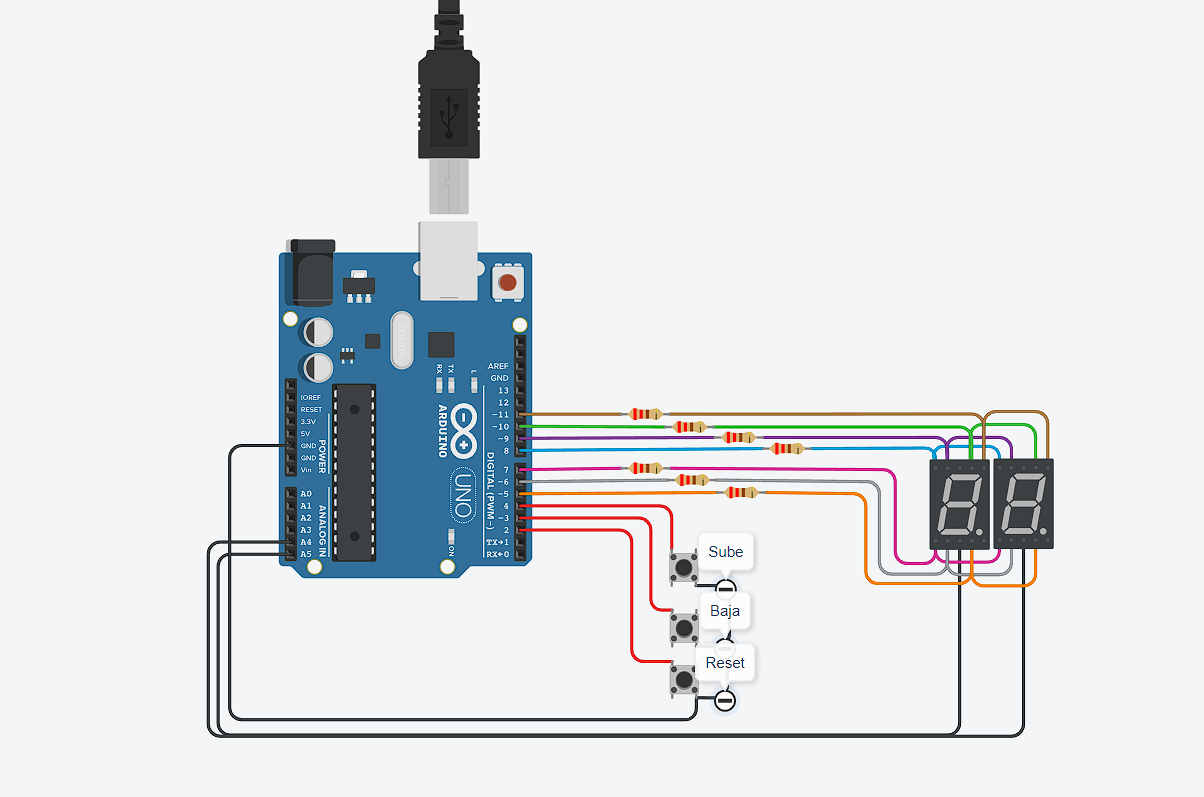 AREF
GND
13
12
~11
~10
~9
8
7
~6
~5
4
~3
2
TX→1
RX←0
DIGITAL (PWM~)
RX
TX
L
ARDUINO
UNO
ON
IOREF
RESET
3.3V
5V
GND
GND
Vin
POWER
A0
A1
A2
A3
A4
A5
ANALOG IN
Sube
Baja
Reset